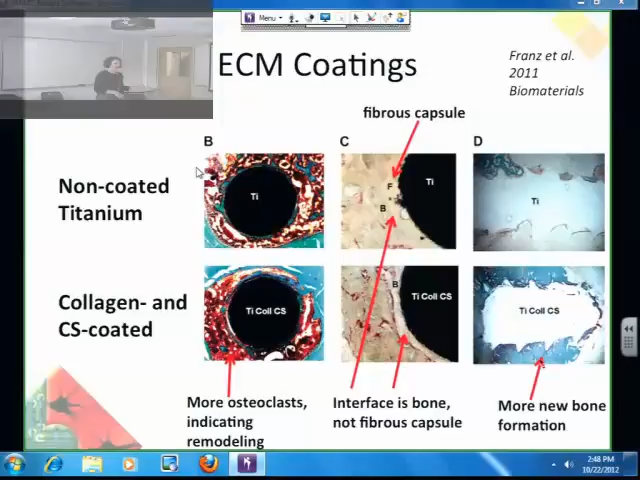 Menu
ECM Coatings
Franz et al.
2011
Biomaterials
fibrous capsule
B
C
D
Non-coated
Titanium
Ti
F
B
Ti
Ti
Collagen- and
CS-coated
Ti Coll CS
B
Ti Coll CS
Ti Coll CS
More osteoclasts,
indicating
remodeling
Interface is bone,
not fibrous capsule
More new bone
formation
2:48 PM
10/22/2012